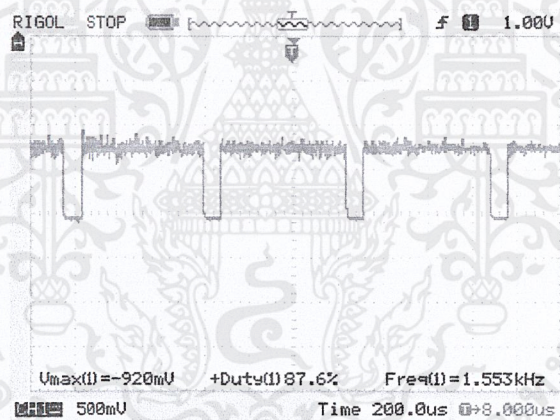 RIGOL STOP T f 1 1.00V
T
Vmax(1)=-920mV +Duty(1)87.6% Freq(1)=1.553kHz
CH1 500mV Time 200.0us T→8.000us